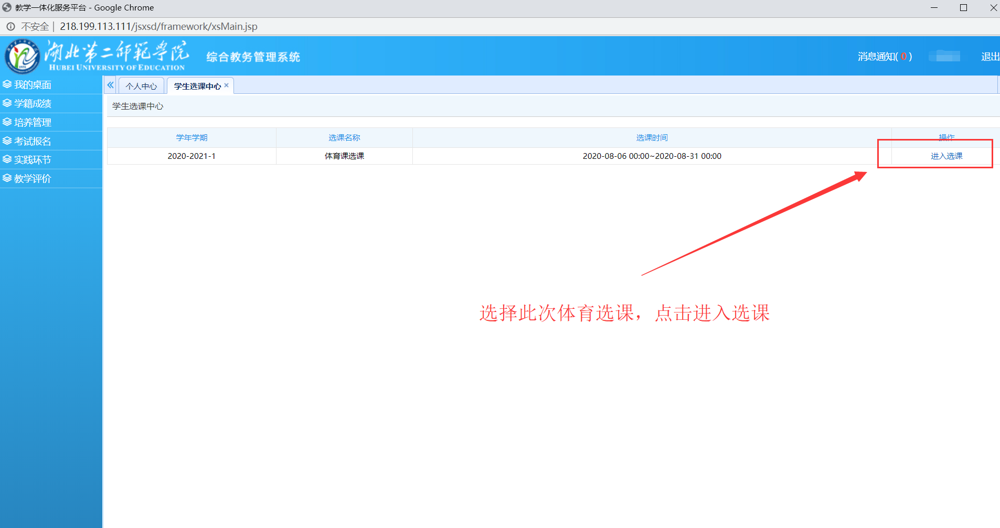 教学一体化服务平台 - Google Chrome
不安全 | 218.199.113.111/jsxsd/framework/xsMain.jsp
湖北第二师范学院
HUBEI UNIVERSITY OF EDUCATION
综合教务管理系统
消息通知( 0 )
退出
我的桌面
学籍成绩
培养管理
考试报名
实践环节
教学评价
个人中心
学生选课中心
学生选课中心
学年学期 选课名称 选课时间 操作
2020-2021-1 体育课选课 2020-08-06 00:00~2020-08-31 00:00 进入选课
选择此次体育选课，点击进入选课